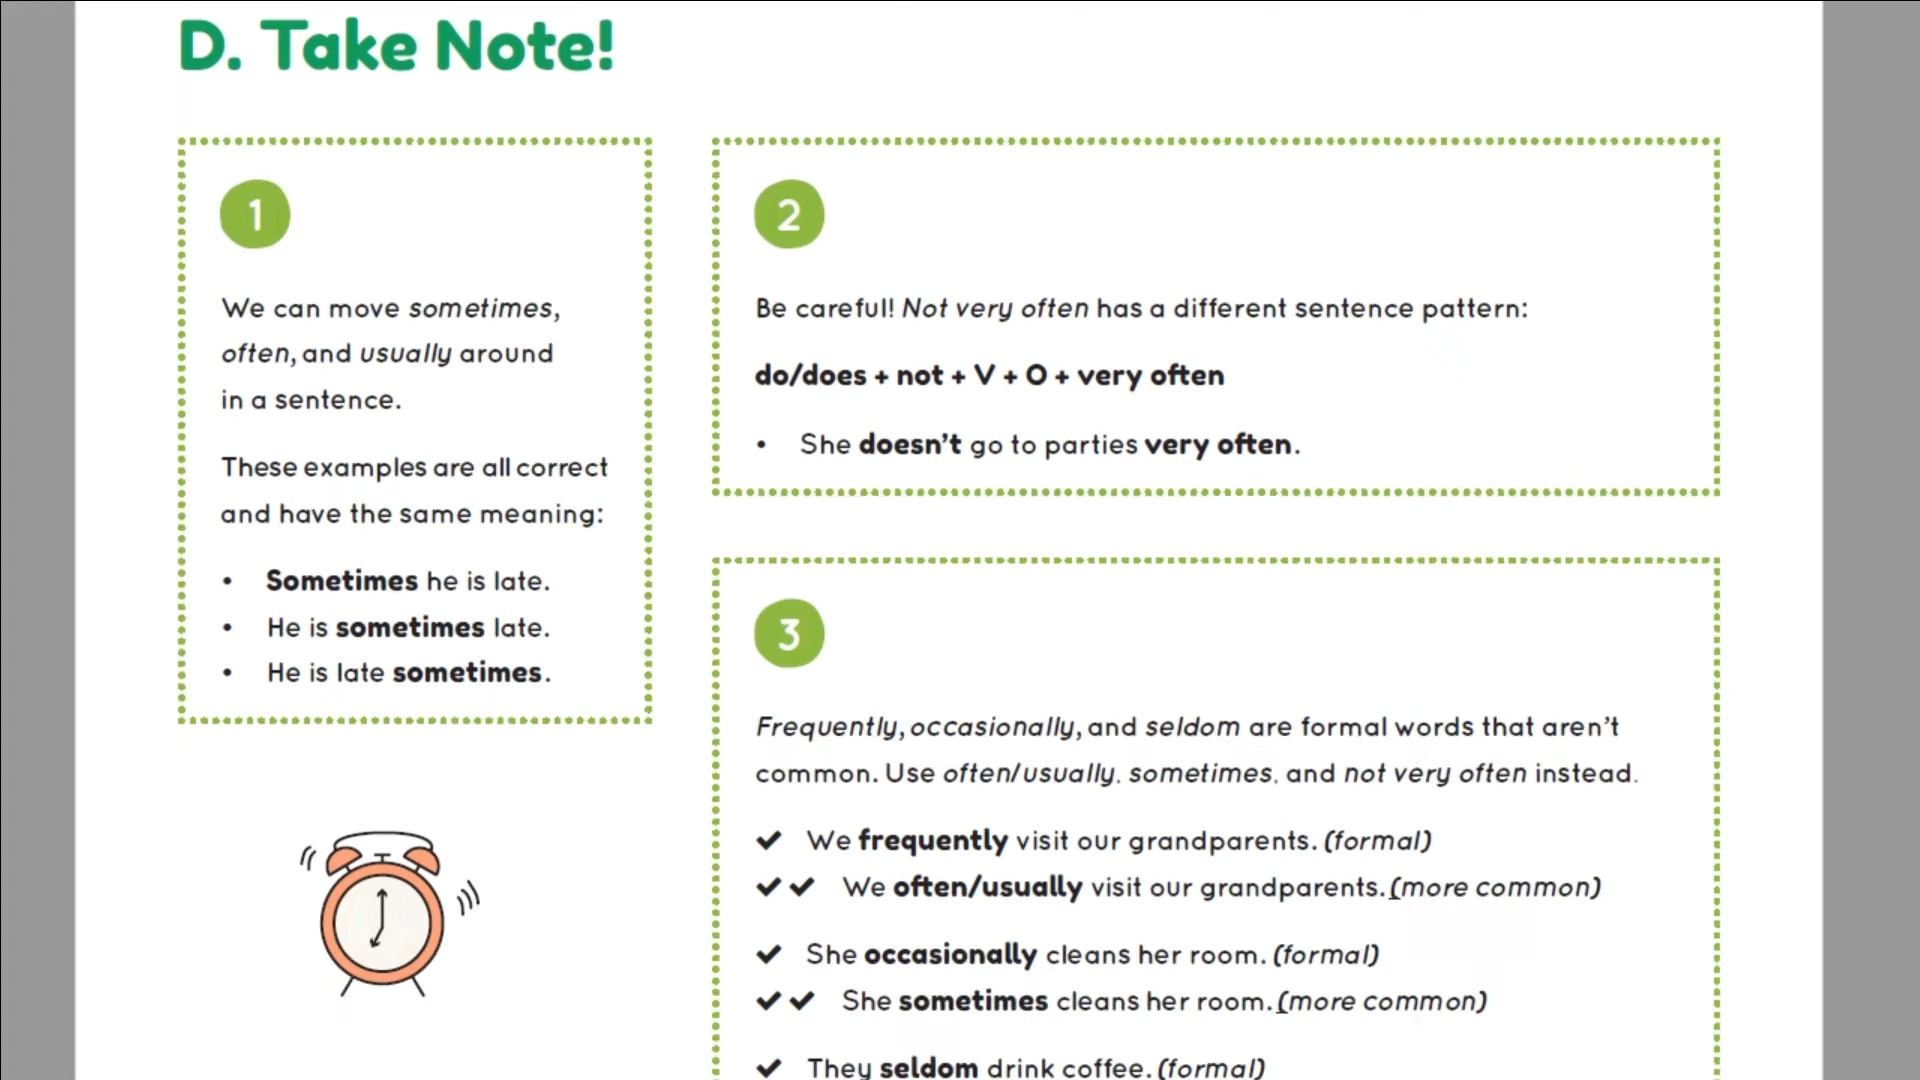 D. Take Note!
1
We can move sometimes,
often, and usually around
in a sentence.
These examples are all correct
and have the same meaning:
• Sometimes he is late.
• He is sometimes late.
• He is late sometimes.
2
Be careful! Not very often has a different sentence pattern:
do/does + not + V + O + very often
• She doesn’t go to parties very often.
3
Frequently, occasionally, and seldom are formal words that aren’t
common. Use often/usually, sometimes, and not very often instead.
✔ We frequently visit our grandparents. (formal)
✔✔ We often/usually visit our grandparents. (more common)
✔ She occasionally cleans her room. (formal)
✔✔ She sometimes cleans her room. (more common)
✔ They seldom drink coffee. (formal)